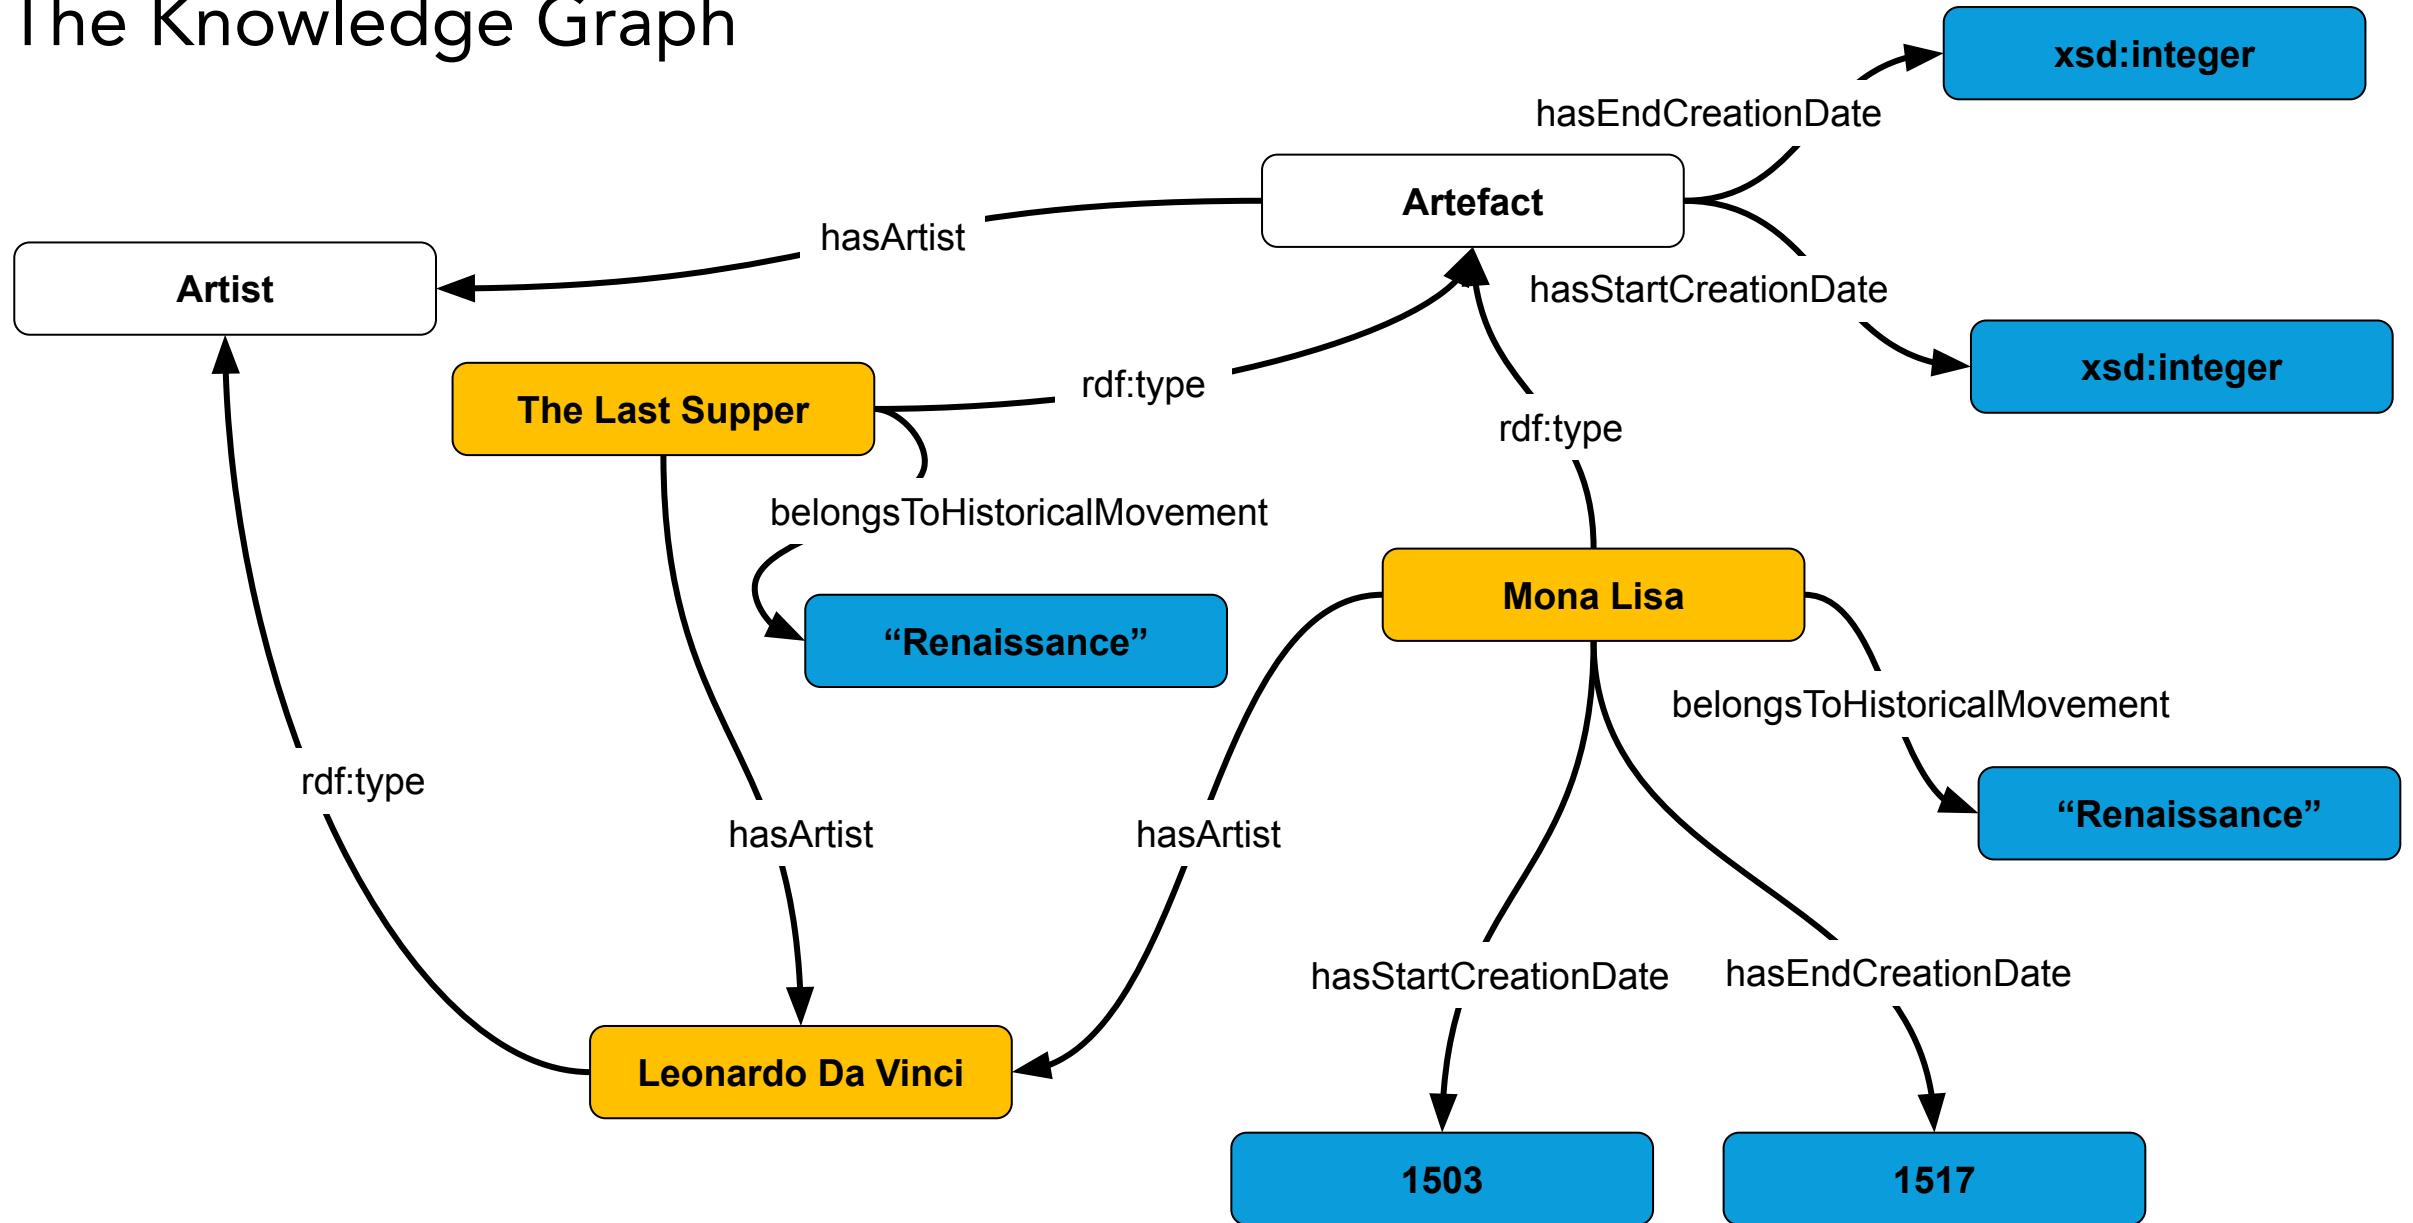 The Knowledge Graph
xsd:integer
hasEndCreationDate
Artefact
hasArtist
Artist
hasStartCreationDate
xsd:integer
The Last Supper
rdf:type
rdf:type
belongsToHistoricalMovement
Mona Lisa
“Renaissance”
belongsToHistoricalMovement
rdf:type
“Renaissance”
hasArtist
hasArtist
hasStartCreationDate
hasEndCreationDate
Leonardo Da Vinci
1503
1517